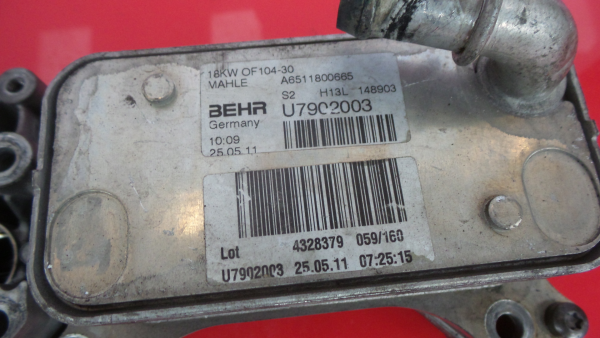 18KW OF104-30
MAHLE A6511800665
S2 H13L 148903
BEHR U7902003
Germany
10:09
25.05.11
Lot 4328379 059/160
U7902003 25.05.11 07:25:15